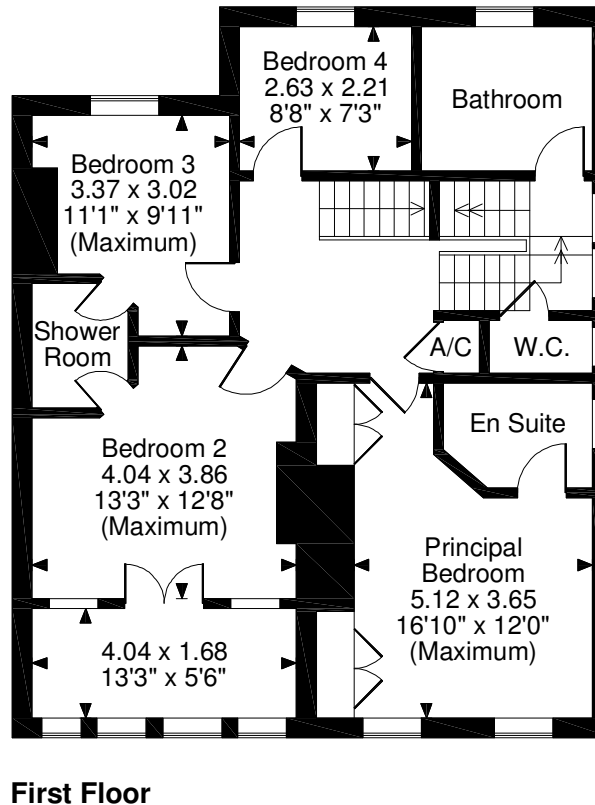 Bedroom 4
2.63 x 2.21
8'8" x 7'3"
Bathroom
Bedroom 3
3.37 x 3.02
11'1" x 9'11"
(Maximum)
Shower
Room
A/C
W.C.
En Suite
Bedroom 2
4.04 x 3.86
13'3" x 12'8"
(Maximum)
Principal
Bedroom
5.12 x 3.65
16'10" x 12'0"
(Maximum)
4.04 x 1.68
13'3" x 5'6"
First Floor